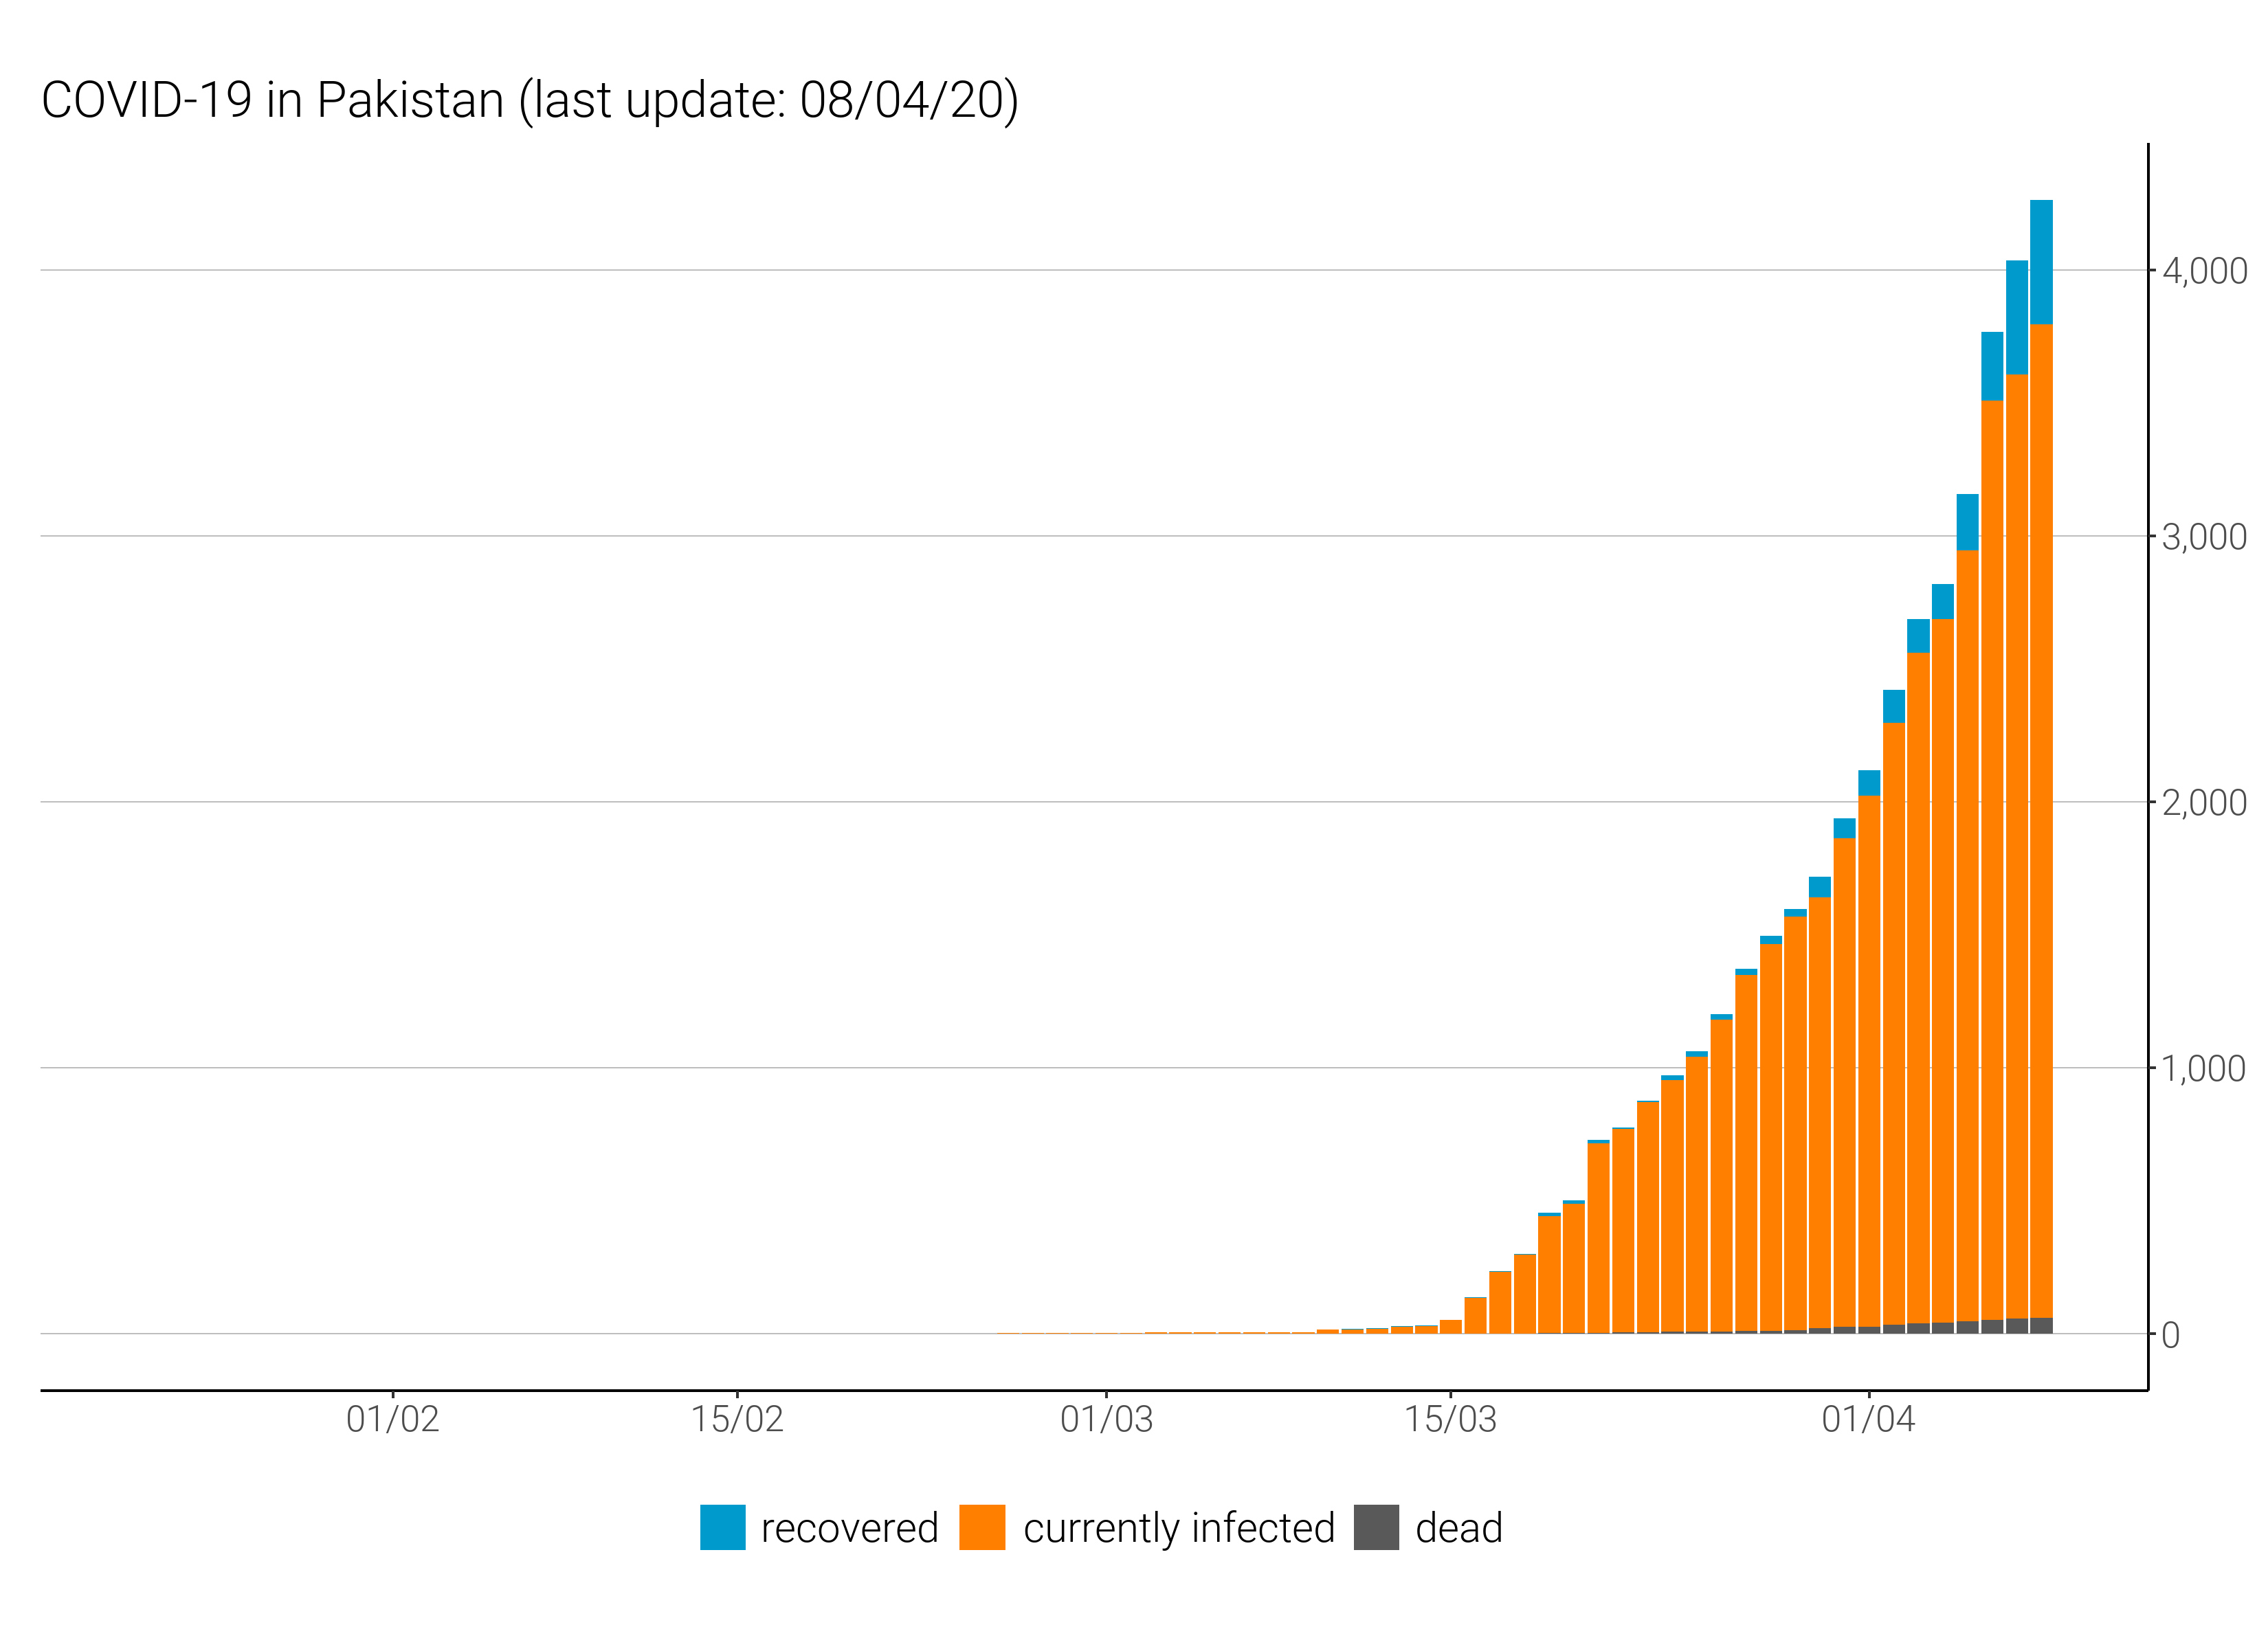 COVID-19 in Pakistan (last update: 08/04/20)
4,000
3,000
2,000
1,000
0
01/02 15/02 01/03 15/03 01/04
recovered currently infected dead